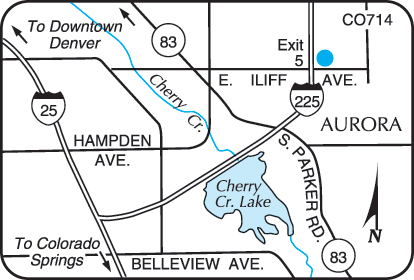 CO714
To Downtown
Denver
83
Exit
5
E. ILIFF AVE.
Cherry Cr.
25
225
AURORA
HAMPDEN
AVE.
S. PARKER RD.
Cherry
Cr. Lake
N
To Colorado
Springs
83
BELLEVIEW AVE.